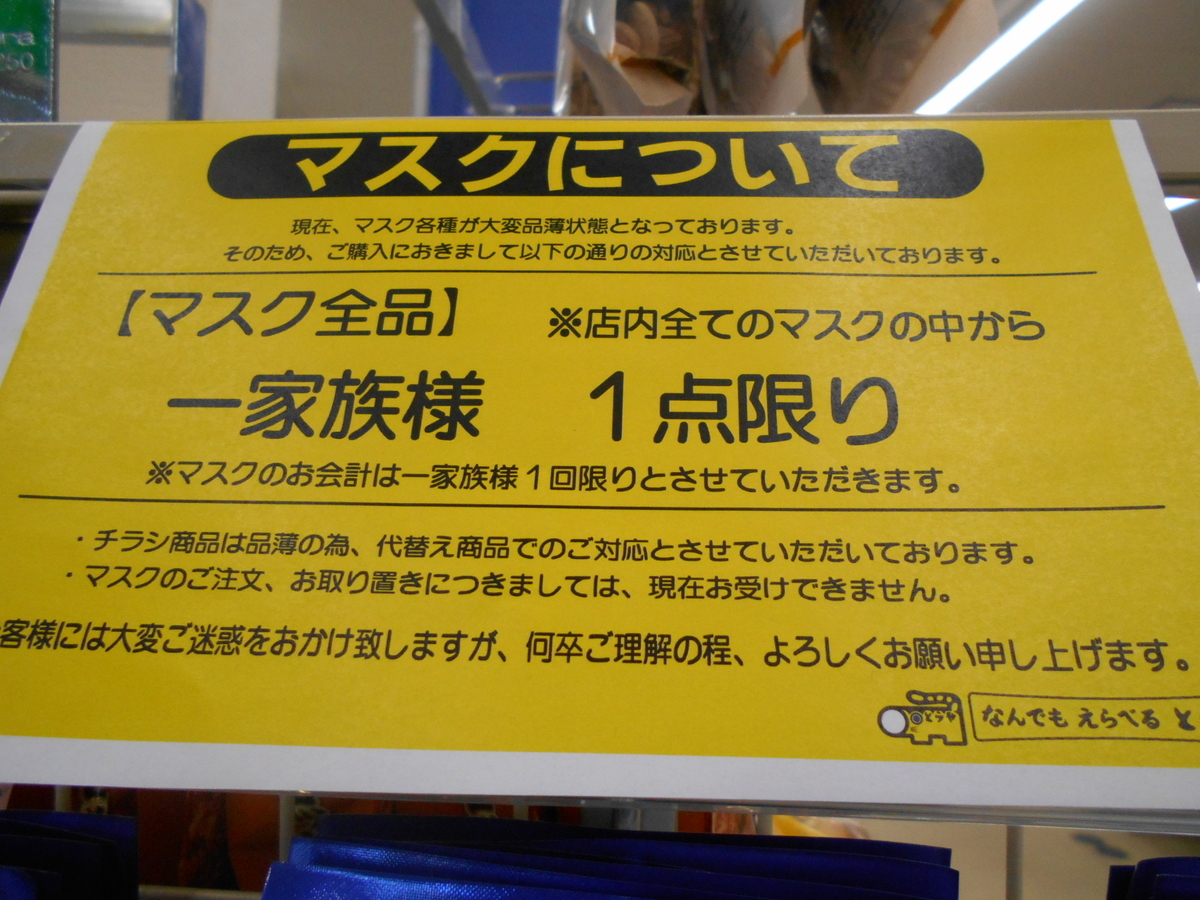 マスクについて
現在、マスク各種が大変品薄状態となっております。
そのため、ご購入におきまして以下の通りの対応とさせていただいております。
【マスク全品】 ※店内全てのマスクの中から
一家族様 1点限り
※マスクのお会計は一家族様1回限りとさせていただきます。
・チラシ商品は品薄の為、代替え商品でのご対応とさせていただいております。
・マスクのご注文、お取り置きにつきましては、現在お受けできません。
客様には大変ご迷惑をおかけ致しますが、何卒ご理解の程、よろしくお願い申し上げます。
なんでも えらべる と